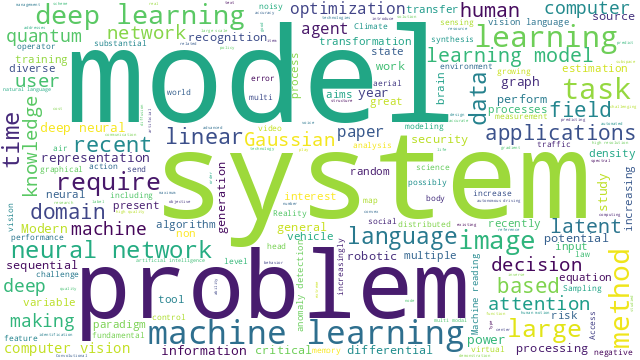 deep learning
optimization
transfer
human
computer
source
noisy
diverse
quantum
network
agent
Climate
sensing
vision language
operator
substantial
recognition
transformation
synthesis
learning
training
state
learning model
environment
growing
estimation
user
natural language
work
aerial
graph
perform
task
world
error
aims
year
great
brain
data
processes
measurement
model
multi
structure
process
field
time
knowledge
deep neural
linear
Gaussian
video
paper
modeling
security
applications
recent
air
analysis
traffic
density
representation
graphical
random
science
possibly
spectral
require
action
send
generation
system
neural
interest
map
body
increase
study
increasing
domain
present
including
Reality
social
distributed
recently
latent
vision
Modern
machine
algorithm
general
language
image
potential
performance
non
vehicle
input
law
neural network
head
increasingly
robotic
multiple
decision
equation
sequential
artificial intelligence
level
behavior
anomaly detection
Machine reading
Sampling
challenge
deep
problem
based
variable
tool
attention
method
making
paradigm
control
large
risk
Access
feature
fundamental
machine learning
power
computer vision
information
critical
memory
differential
virtual
processing
negative